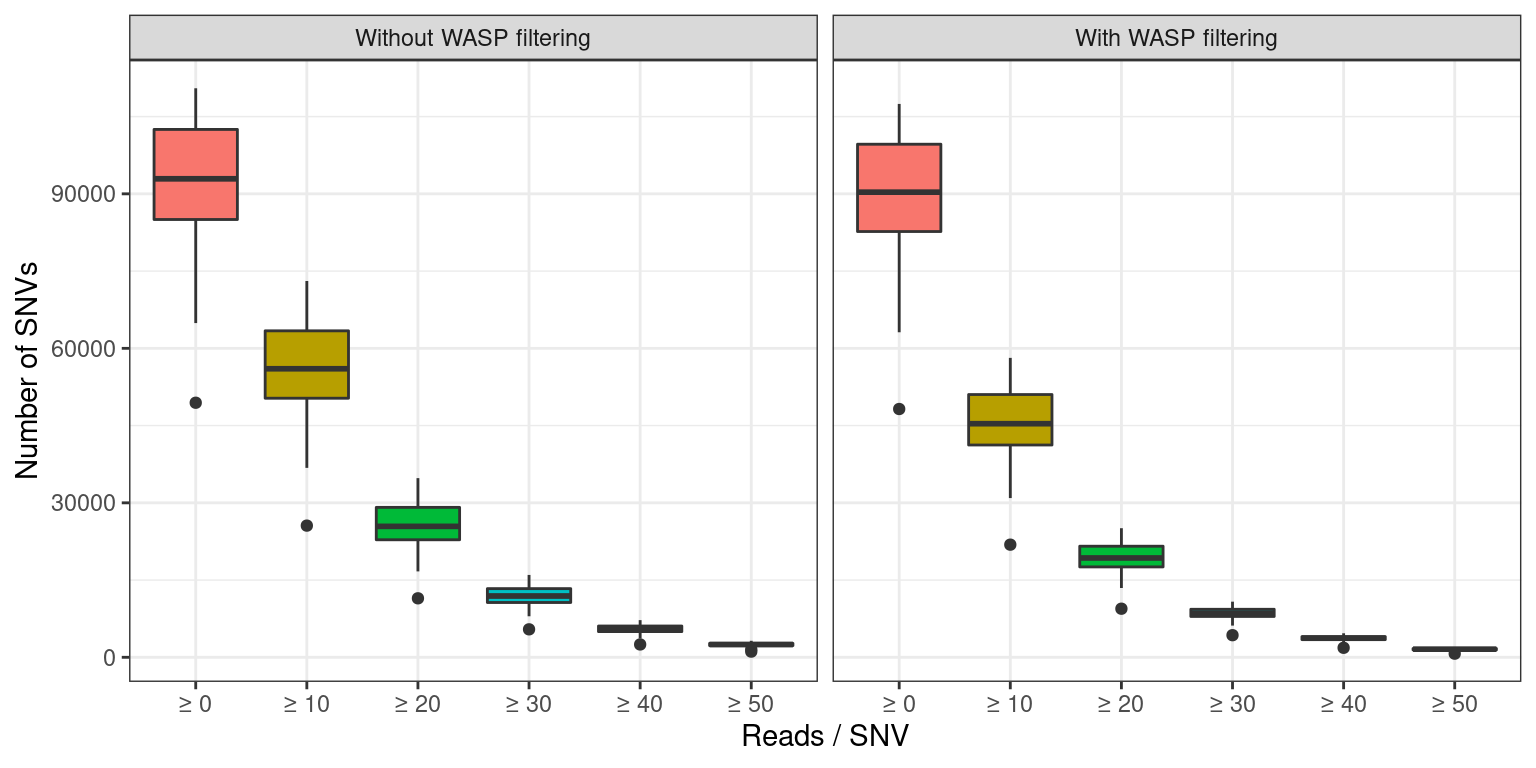 Without WASP filtering
With WASP filtering
Number of SNVs
90000
60000
30000
0
≥ 0 ≥ 10 ≥ 20 ≥ 30 ≥ 40 ≥ 50
≥ 0 ≥ 10 ≥ 20 ≥ 30 ≥ 40 ≥ 50
Reads / SNV